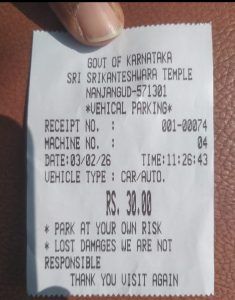 GOVT OF KARNATAKA
SRI SRIKANTESHWARA TEMPLE
NANJANGUD-571301
*VEHICAL PARKING*
RECEIPT NO. : 001-00074
MACHINE NO. : 04
DATE:03/02/26 TIME:11:26:43
VEHICLE TYPE : CAR/AUTO.
RS. 30.00
* PARK AT YOUR OWN RISK
* LOST DAMAGES WE ARE NOT
RESPONSIBLE
THANK YOU VISIT AGAIN